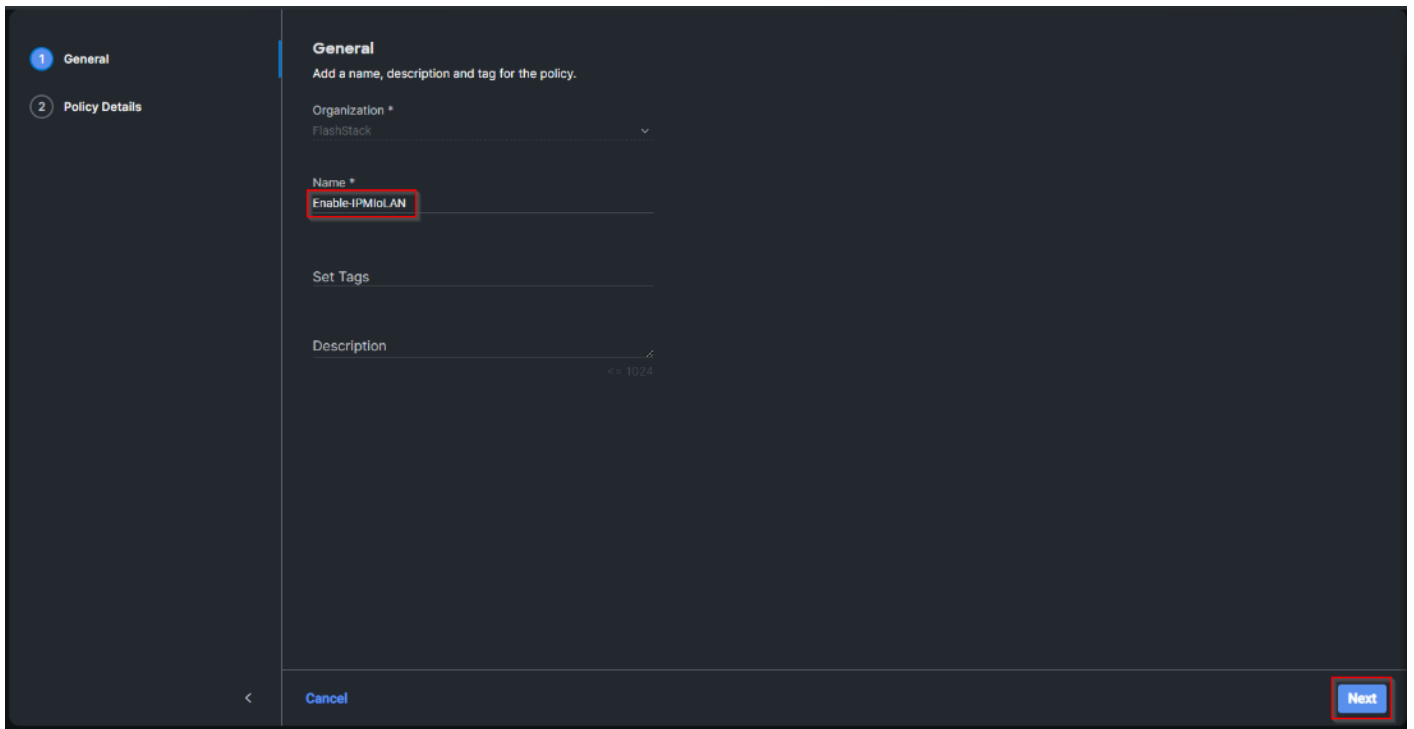 1 General
2 Policy Details
General
Add a name, description and tag for the policy.
Organization *
FlashStack
Name *
Enable-IPMIoLAN
Set Tags
Description
<= 1024
Cancel
Next